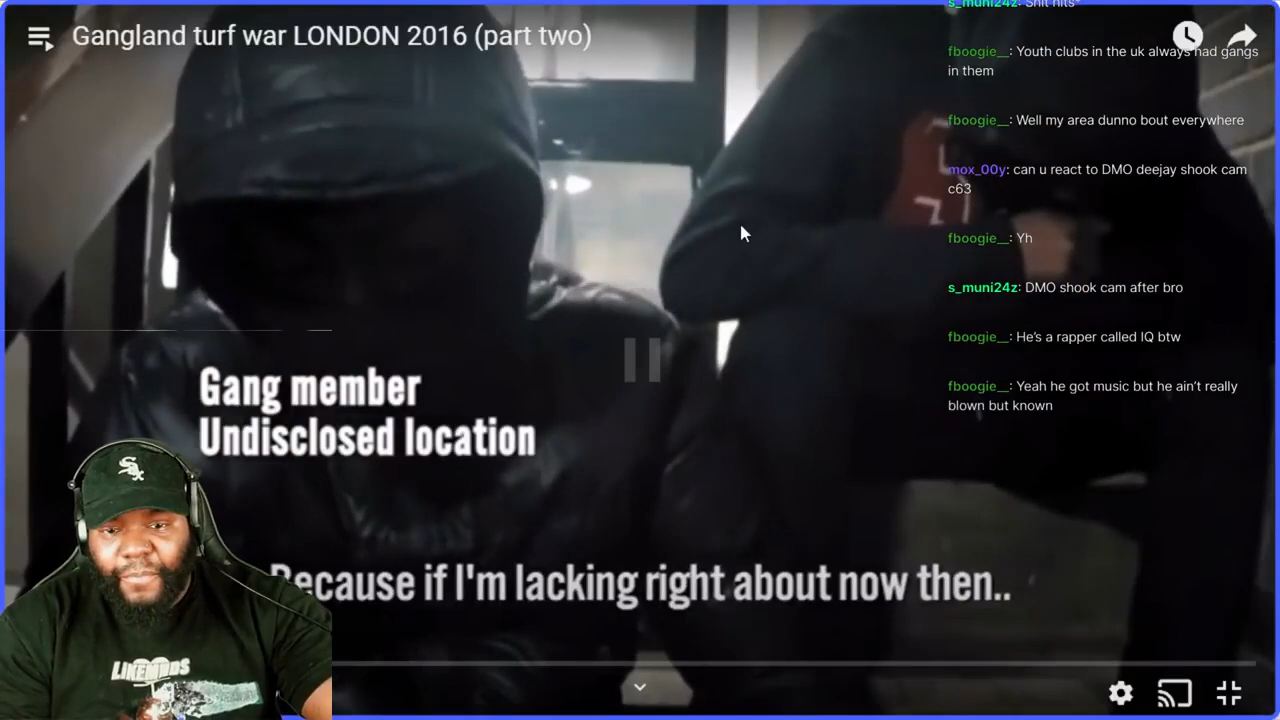 Gangland turf war LONDON 2016 (part two)
s_muni24z: Shit hits*
fboogie__: Youth clubs in the uk always had gangs
in them
fboogie__: Well my area dunno bout everywhere
mox_00y: can u react to DMO deejay shook cam
c63
fboogie__: Yh
s_muni24z: DMO shook cam after bro
fboogie__: He's a rapper called IQ btw
fboogie__: Yeah he got music but he ain't really
blown but known
Gang member
Undisclosed location
Because if I'm lacking right about now then..
Sox
LIKEMINDS